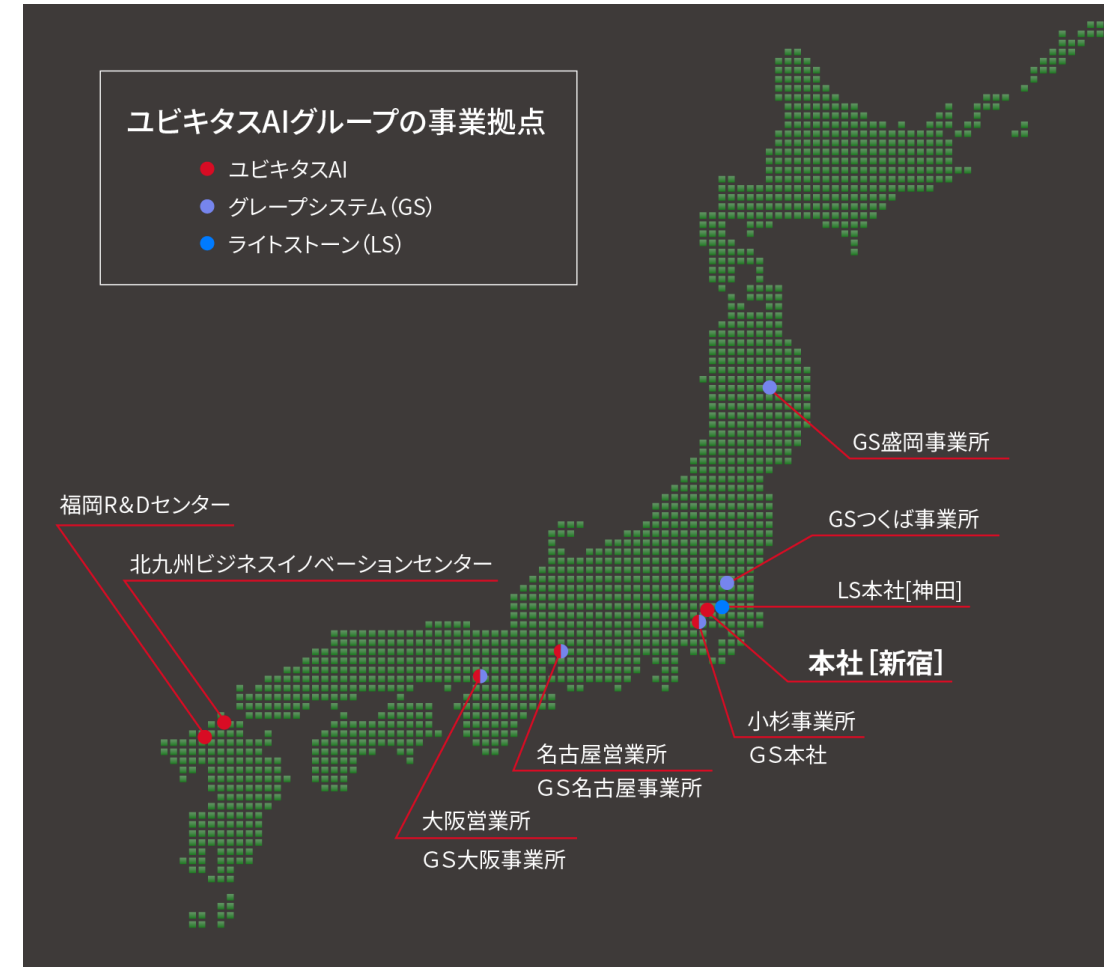 ユビキタスAIグループの事業拠点
ユビキタスAI
グレープシステム(GS)
ライトストーン(LS)
GS盛岡事業所
福岡R&Dセンター
GSつくば事業所
北九州ビジネスイノベーションセンター
LS本社[神田]
本社[新宿]
小杉事業所
GS本社
名古屋営業所
GS名古屋事業所
大阪営業所
GS大阪事業所